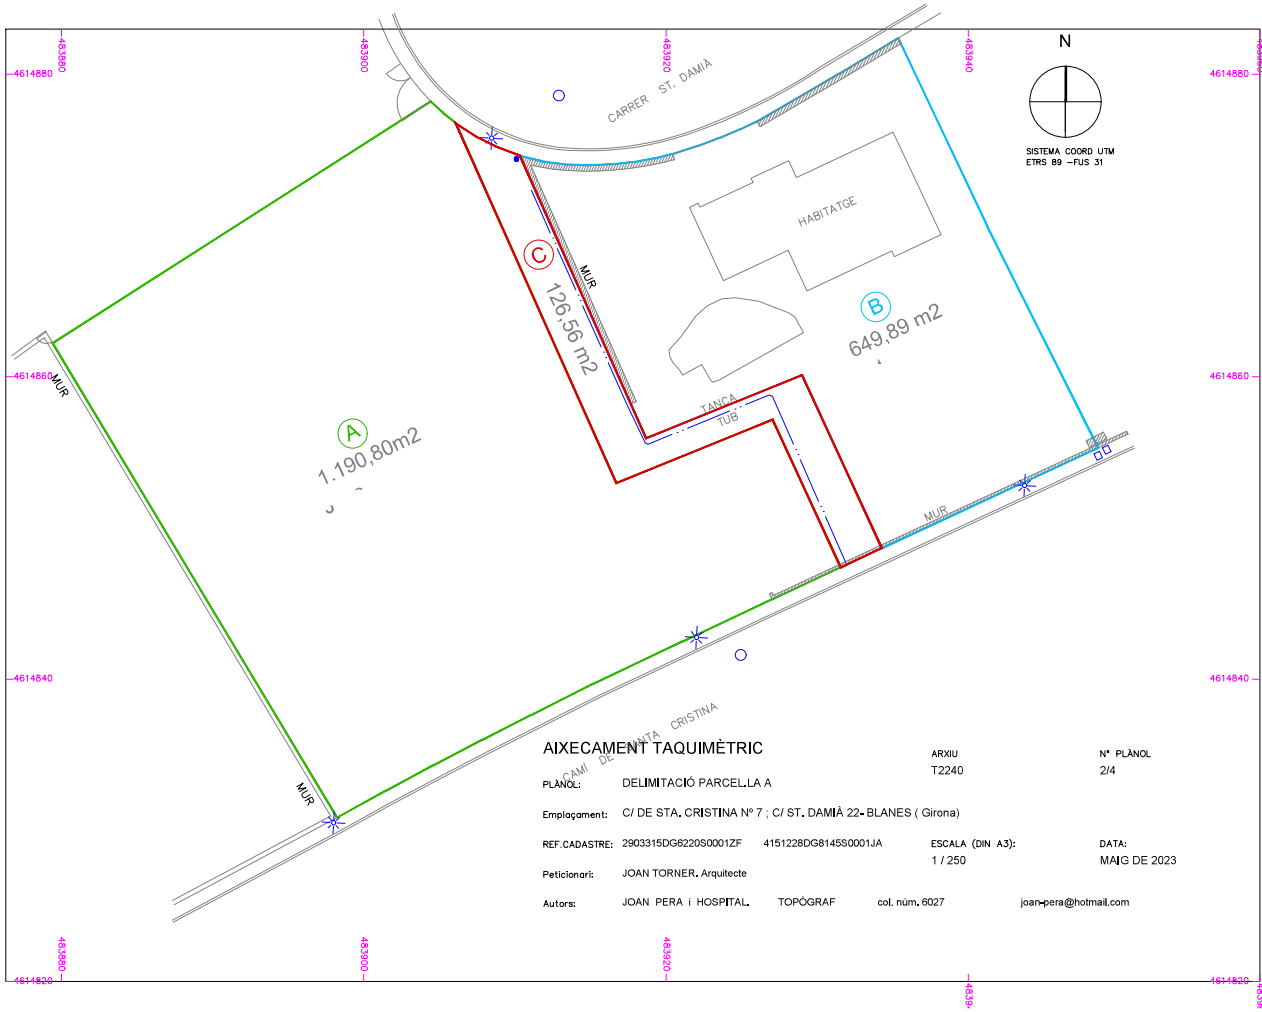 483880
483900
483920
483940
4614880
4614880
N
SISTEMA COORD UTM
ETRS 89 -FUS 31
CARRER ST. DAMIÀ
HABITATGE
C
126,56 m2
MUR
B
649,89 m2
4614860
4614860
MUR
TANCA
TUB
A
1.190,80m2
MUR
4614840
4614840
MUR
CAMÍ DE SANTA CRISTINA
AIXECAMENT TAQUIMÈTRIC
ARXIU
Nº PLÀNOL
PLÀNOL: DELIMITACIÓ PARCEL.LA A
T2240
2/4
Emplaçament: C/ DE STA. CRISTINA Nº 7 ; C/ ST. DAMIÀ 22- BLANES ( Girona)
REF.CADASTRE: 2903315DG6220S0001ZF 4151228DG8145S0001JA
ESCALA (DIN A3):
DATA:
1 / 250
MAIG DE 2023
Peticionari: JOAN TORNER. Arquitecte
Autors: JOAN PERA i HOSPITAL. TOPÒGRAF col. núm. 6027 joan-pera@hotmail.com
483880
483900
483920
4614820
4614820